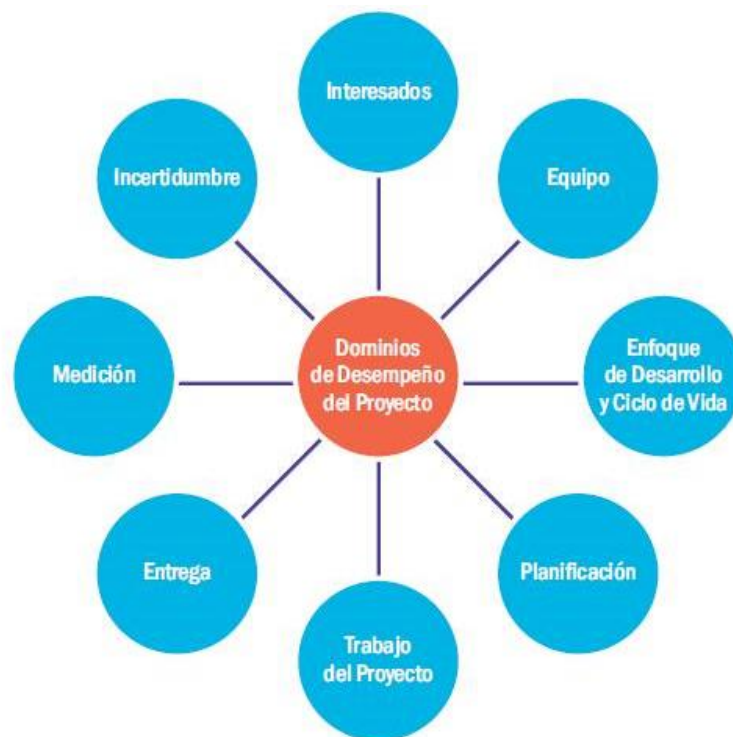 Interesados
Equipo
Enfoque
de Desarrollo
y Ciclo de Vida
Planificación
Trabajo
del Proyecto
Entrega
Medición
Incertidumbre
Dominios
de Desempeño
del Proyecto